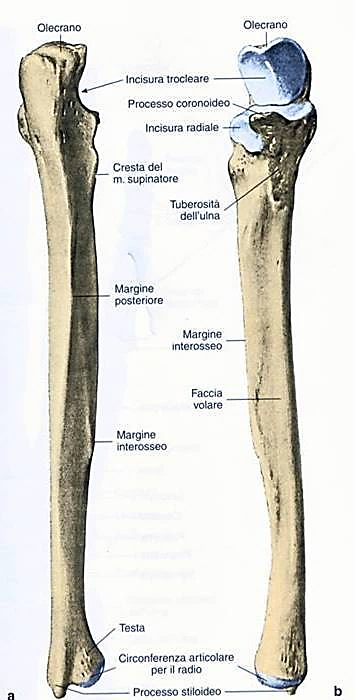 Olecrano
Olecrano
Incisura trocleare
Processo coronoideo
Incisura radiale
Cresta del
m. supinatore
Tuberosità
dell'ulna
Margine
posteriore
Margine
interosseo
Faccia
volare
Margine
interosseo
Testa
Circonferenza articolare
per il radio
Processo stiloideo
a
b